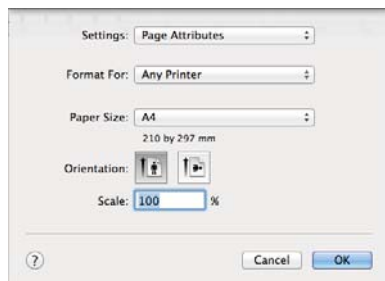 Settings: Page Attributes
Format For: Any Printer
Paper Size: A4
210 by 297 mm
Orientation:
Scale: 100 %
? Cancel OK